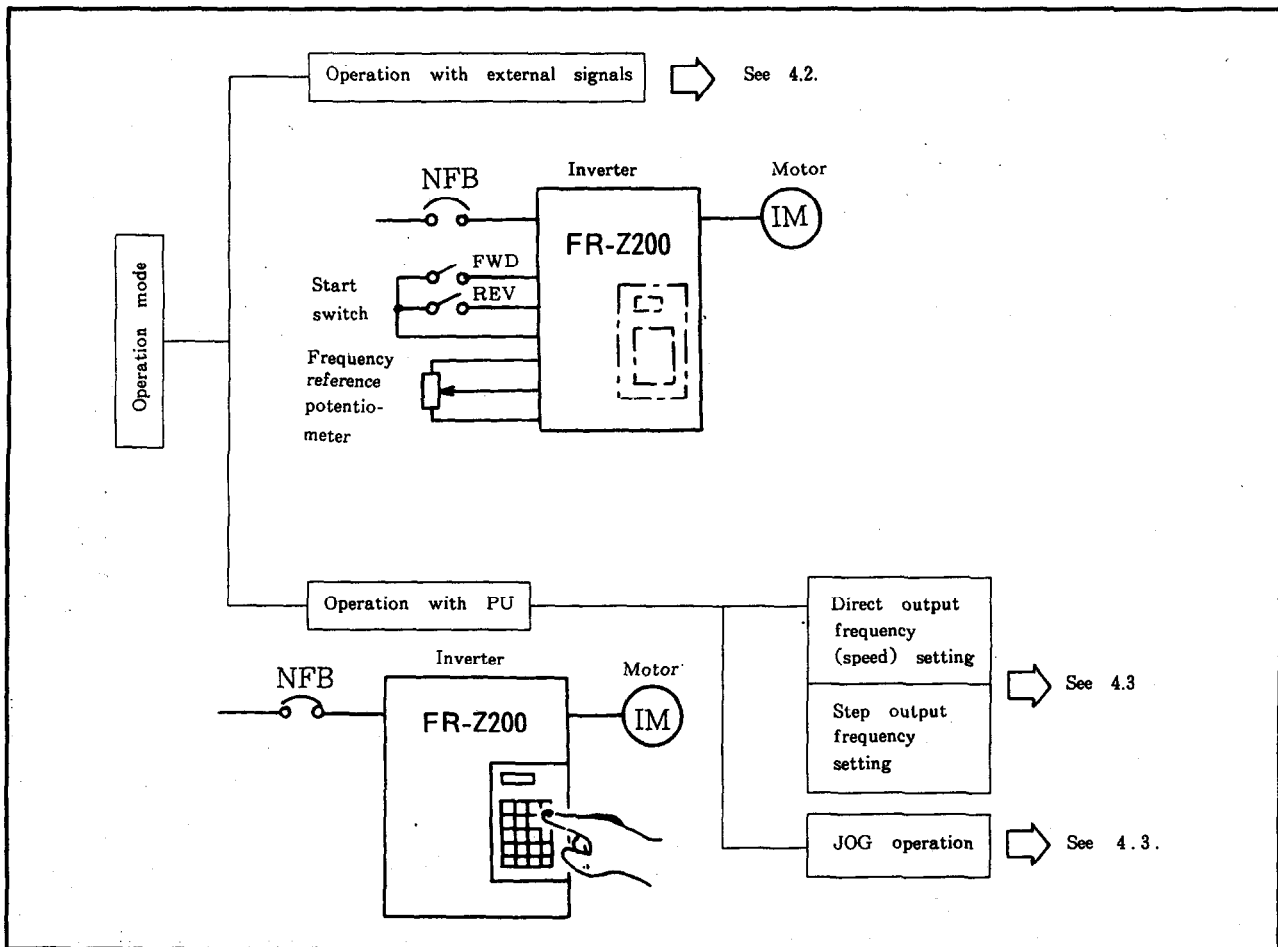 Operation mode
Operation with external signals
See 4.2.
Inverter
Motor
NFB
FR-Z200
IM
FWD
REV
Start
switch
Frequency
reference
potentio-
meter
Operation with PU
Inverter
Motor
NFB
FR-Z200
IM
Direct output
frequency
(speed) setting
Step output
frequency
setting
See 4.3
JOG operation
See 4.3.